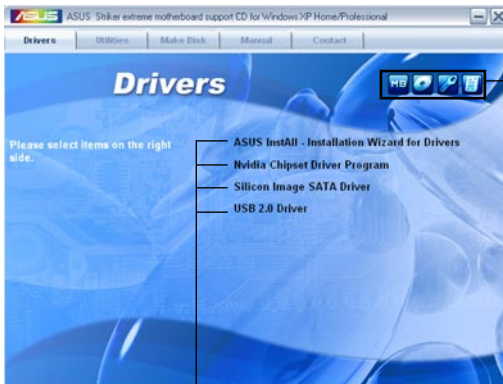 ASUS ASUS Striker extreme motherboard support CD for Windows XP Home/Professional
Drivers Utilities Make Disk Manual Contact
Drivers
MB
Please select items on the right
side.
ASUS InstAll - Installation Wizard for Drivers
Nvidia Chipset Driver Program
Silicon Image SATA Driver
USB 2.0 Driver